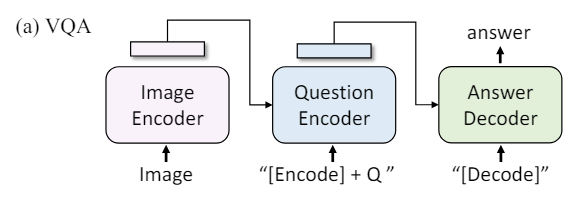 (a) VQA
answer
Image
Encoder
Question
Encoder
Answer
Decoder
Image
“[Encode] + Q ”
“[Decode]”